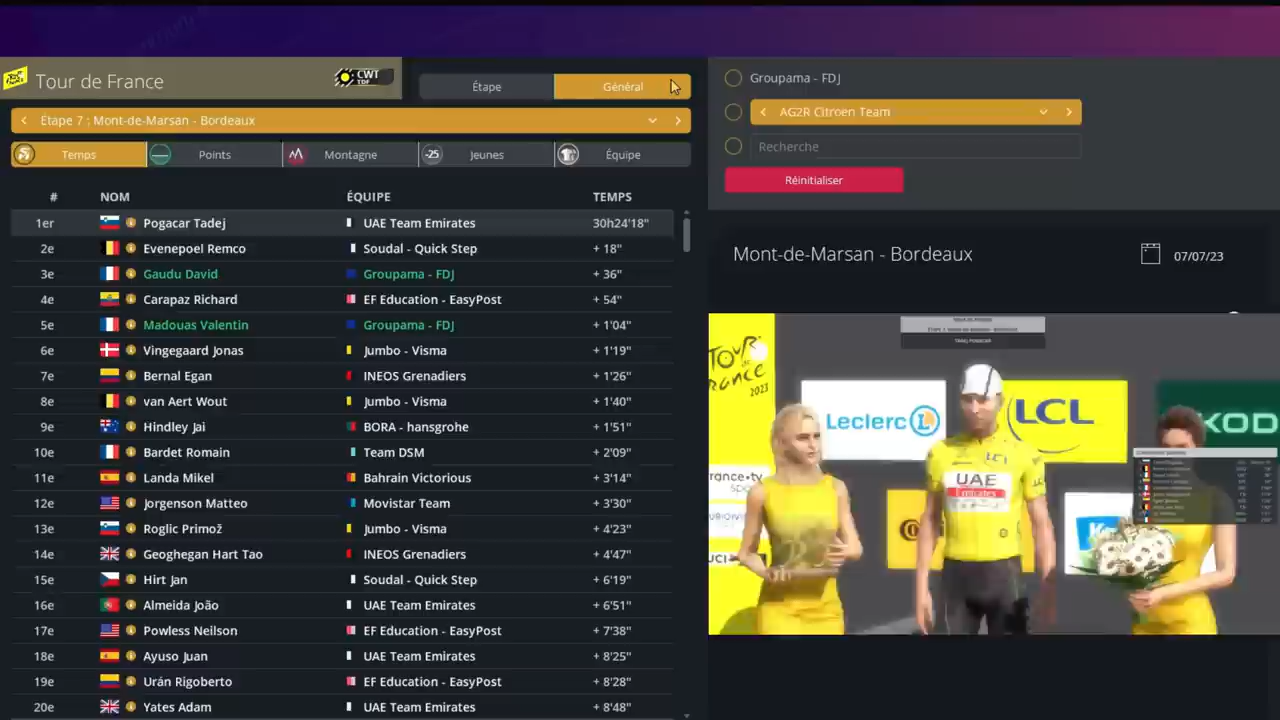 Tour de France
CWT
TDF
Étape
Général
Étape 7 : Mont-de-Marsan - Bordeaux
Temps
Points
Montagne
-25
Jeunes
Équipe
# NOM ÉQUIPE TEMPS
1er Pogacar Tadej UAE Team Emirates 30h24'18"
2e Evenepoel Remco Soudal - Quick Step + 18"
3e Gaudu David Groupama - FDJ + 36"
4e Carapaz Richard EF Education - EasyPost + 54"
5e Madouas Valentin Groupama - FDJ + 1'04"
6e Vingegaard Jonas Jumbo - Visma + 1'19"
7e Bernal Egan INEOS Grenadiers + 1'26"
8e van Aert Wout Jumbo - Visma + 1'40"
9e Hindley Jai BORA - hansgrohe + 1'51"
10e Bardet Romain Team DSM + 2'09"
11e Landa Mikel Bahrain Victorious + 3'14"
12e Jorgenson Matteo Movistar Team + 3'30"
13e Roglic Primož Jumbo - Visma + 4'23"
14e Geoghegan Hart Tao INEOS Grenadiers + 4'47"
15e Hirt Jan Soudal - Quick Step + 6'19"
16e Almeida João UAE Team Emirates + 6'51"
17e Powless Neilson EF Education - EasyPost + 7'38"
18e Ayuso Juan UAE Team Emirates + 8'25"
19e Urán Rigoberto EF Education - EasyPost + 8'28"
20e Yates Adam UAE Team Emirates + 8'48"
Groupama - FDJ
AG2R Citroen Team
Recherche
Réinitialiser
Mont-de-Marsan - Bordeaux
07/07/23
TOUR DE FRANCE
2023
Leclerc
LCL
KOD
LCL
UAE
Emirates